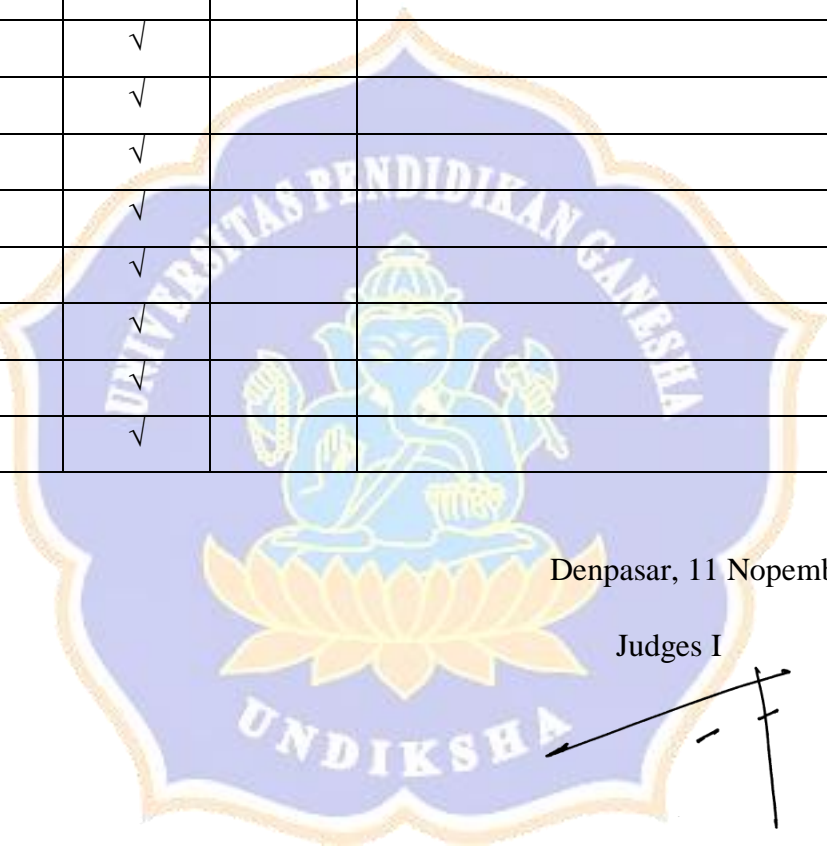 √
√
√
√
√
√
√
√
UNIVERSITAS PENDIDIKAN GANESHA
UNDIKSHA
Denpasar, 11 Nopemb
Judges I